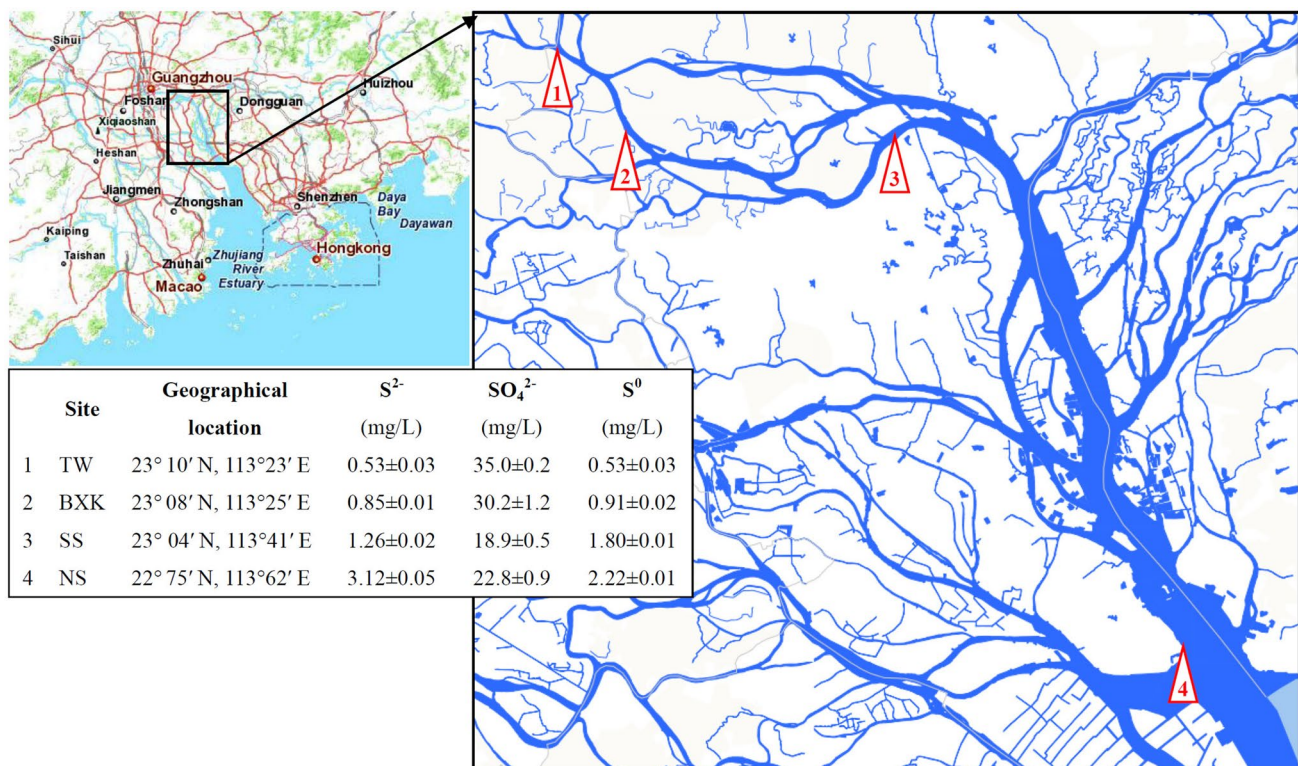 Sihui
Guangzhou
Huizhou
Foshan
Dongguan
Xiqiaoshan
Heshan
Jiangmen
Shenzhen
Daya
Bay
Dayawan
Zhongshan
Kaiping
Taishan
Zhuhai
Zhujiang
River
Estuary
Hongkong
Macao
1
2
3
4
Site Geographical location S²⁻ (mg/L) SO₄²⁻ (mg/L) S⁰ (mg/L)
1 TW 23° 10′ N, 113°23′ E 0.53±0.03 35.0±0.2 0.53±0.03
2 BXK 23° 08′ N, 113°25′ E 0.85±0.01 30.2±1.2 0.91±0.02
3 SS 23° 04′ N, 113°41′ E 1.26±0.02 18.9±0.5 1.80±0.01
4 NS 22° 75′ N, 113°62′ E 3.12±0.05 22.8±0.9 2.22±0.01